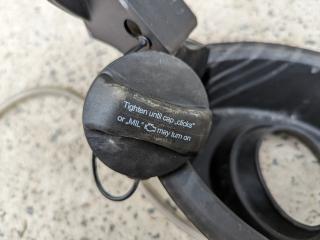 Tighten until cap „clicks"
or „MIL" may turn on